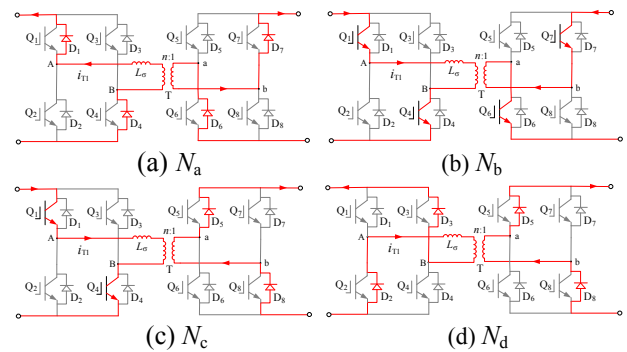 Q1 D1 Q3 D3 Q5 D5 Q7 D7
A iT1 Lσ n:1 a
B T b
Q2 D2 Q4 D4 Q6 D6 Q8 D8
(a) Na
Q1 D1 Q3 D3 Q5 D5 Q7 D7
A iT1 Lσ n:1 a
B T b
Q2 D2 Q4 D4 Q6 D6 Q8 D8
(b) Nb
Q1 D1 Q3 D3 Q5 D5 Q7 D7
A iT1 Lσ n:1 a
B T b
Q2 D2 Q4 D4 Q6 D6 Q8 D8
(c) Nc
Q1 D1 Q3 D3 Q5 D5 Q7 D7
A iT1 Lσ n:1 a
B T b
Q2 D2 Q4 D4 Q6 D6 Q8 D8
(d) Nd